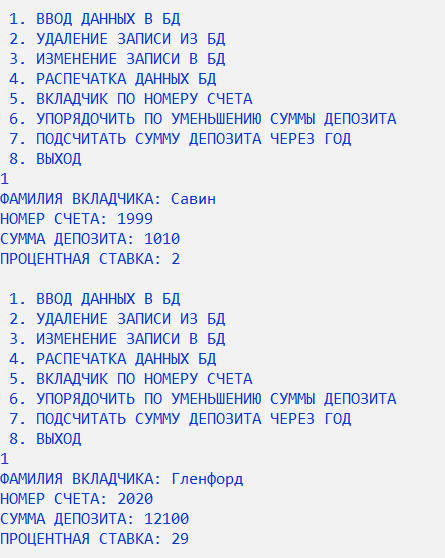 1. ВВОД ДАННЫХ В БД
2. УДАЛЕНИЕ ЗАПИСИ ИЗ БД
3. ИЗМЕНЕНИЕ ЗАПИСИ В БД
4. РАСПЕЧАТКА ДАННЫХ БД
5. ВКЛАДЧИК ПО НОМЕРУ СЧЕТА
6. УПОРЯДОЧИТЬ ПО УМЕНЬШЕНИЮ СУММЫ ДЕПОЗИТА
7. ПОДСЧИТАТЬ СУММУ ДЕПОЗИТА ЧЕРЕЗ ГОД
8. ВЫХОД
1
ФАМИЛИЯ ВКЛАДЧИКА: Савин
НОМЕР СЧЕТА: 1999
СУММА ДЕПОЗИТА: 1010
ПРОЦЕНТНАЯ СТАВКА: 2
1. ВВОД ДАННЫХ В БД
2. УДАЛЕНИЕ ЗАПИСИ ИЗ БД
3. ИЗМЕНЕНИЕ ЗАПИСИ В БД
4. РАСПЕЧАТКА ДАННЫХ БД
5. ВКЛАДЧИК ПО НОМЕРУ СЧЕТА
6. УПОРЯДОЧИТЬ ПО УМЕНЬШЕНИЮ СУММЫ ДЕПОЗИТА
7. ПОДСЧИТАТЬ СУММУ ДЕПОЗИТА ЧЕРЕЗ ГОД
8. ВЫХОД
1
ФАМИЛИЯ ВКЛАДЧИКА: Гленфорд
НОМЕР СЧЕТА: 2020
СУММА ДЕПОЗИТА: 12100
ПРОЦЕНТНАЯ СТАВКА: 29